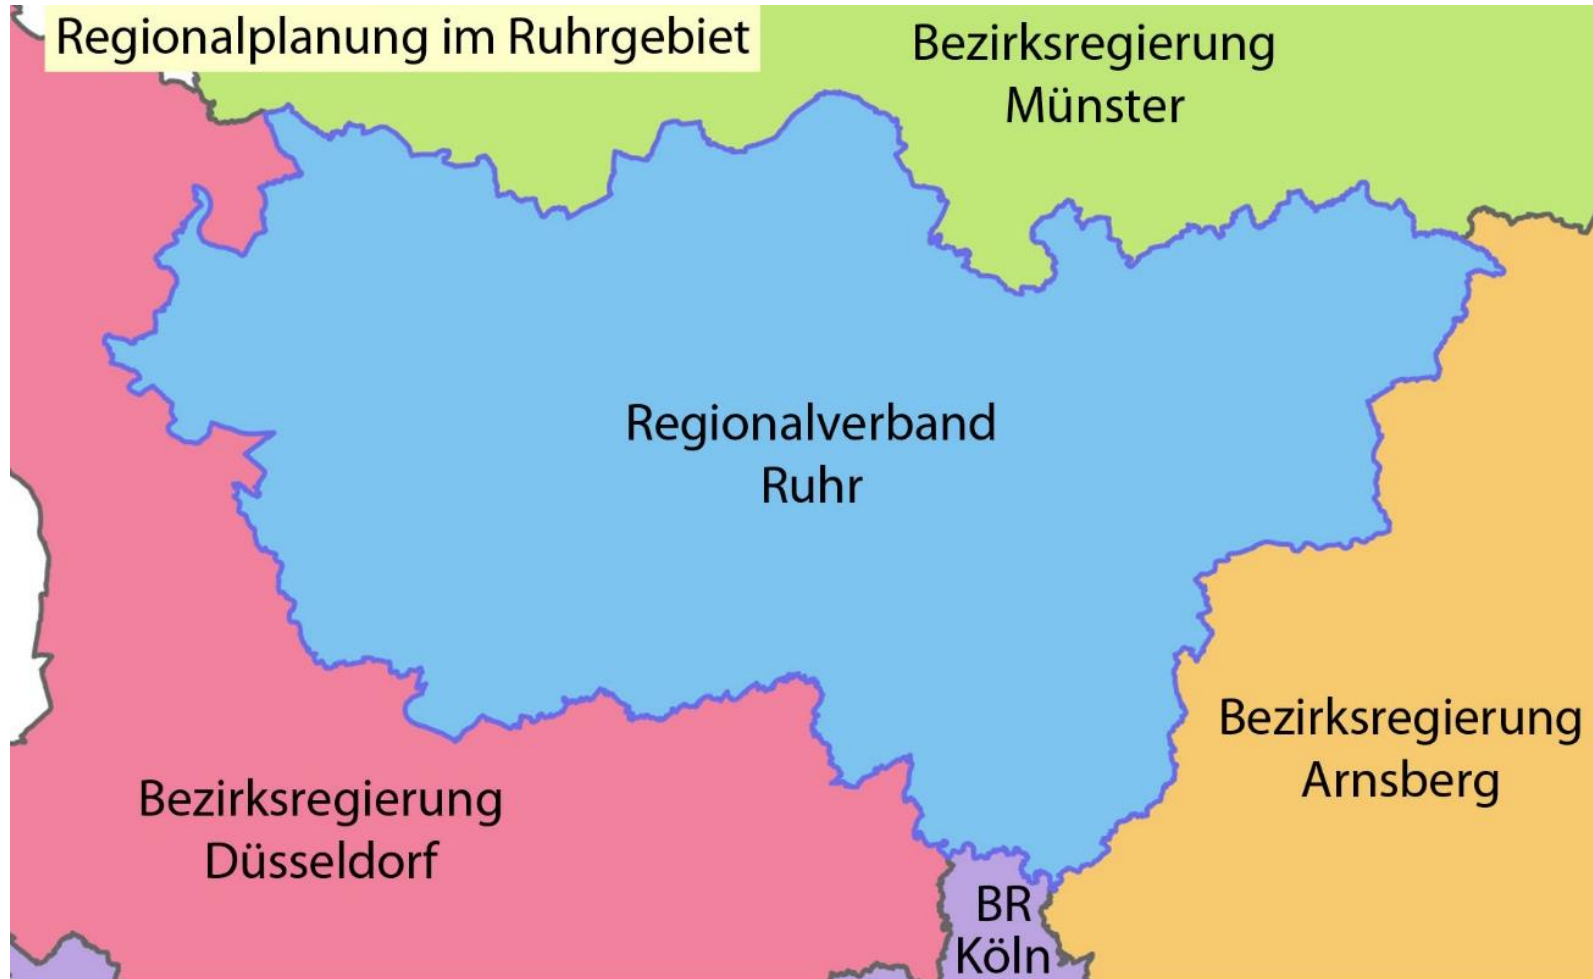 Regionalplanung im Ruhrgebiet
Bezirksregierung
Münster
Regionalverband
Ruhr
Bezirksregierung
Arnsberg
Bezirksregierung
Düsseldorf
BR
Köln